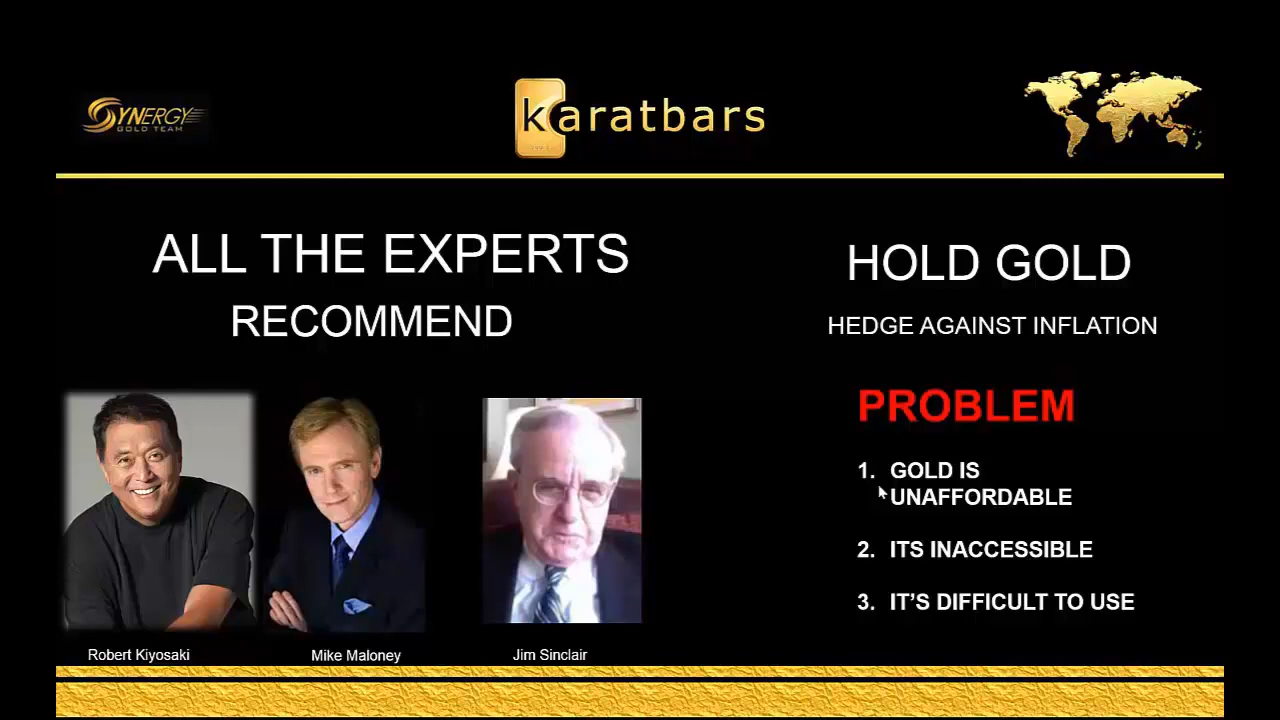 SYNERGY
GOLD TEAM
karatbars
ALL THE EXPERTS
RECOMMEND
HOLD GOLD
HEDGE AGAINST INFLATION
PROBLEM
1. GOLD IS
UNAFFORDABLE
2. ITS INACCESSIBLE
3. IT'S DIFFICULT TO USE
Robert Kiyosaki
Mike Maloney
Jim Sinclair